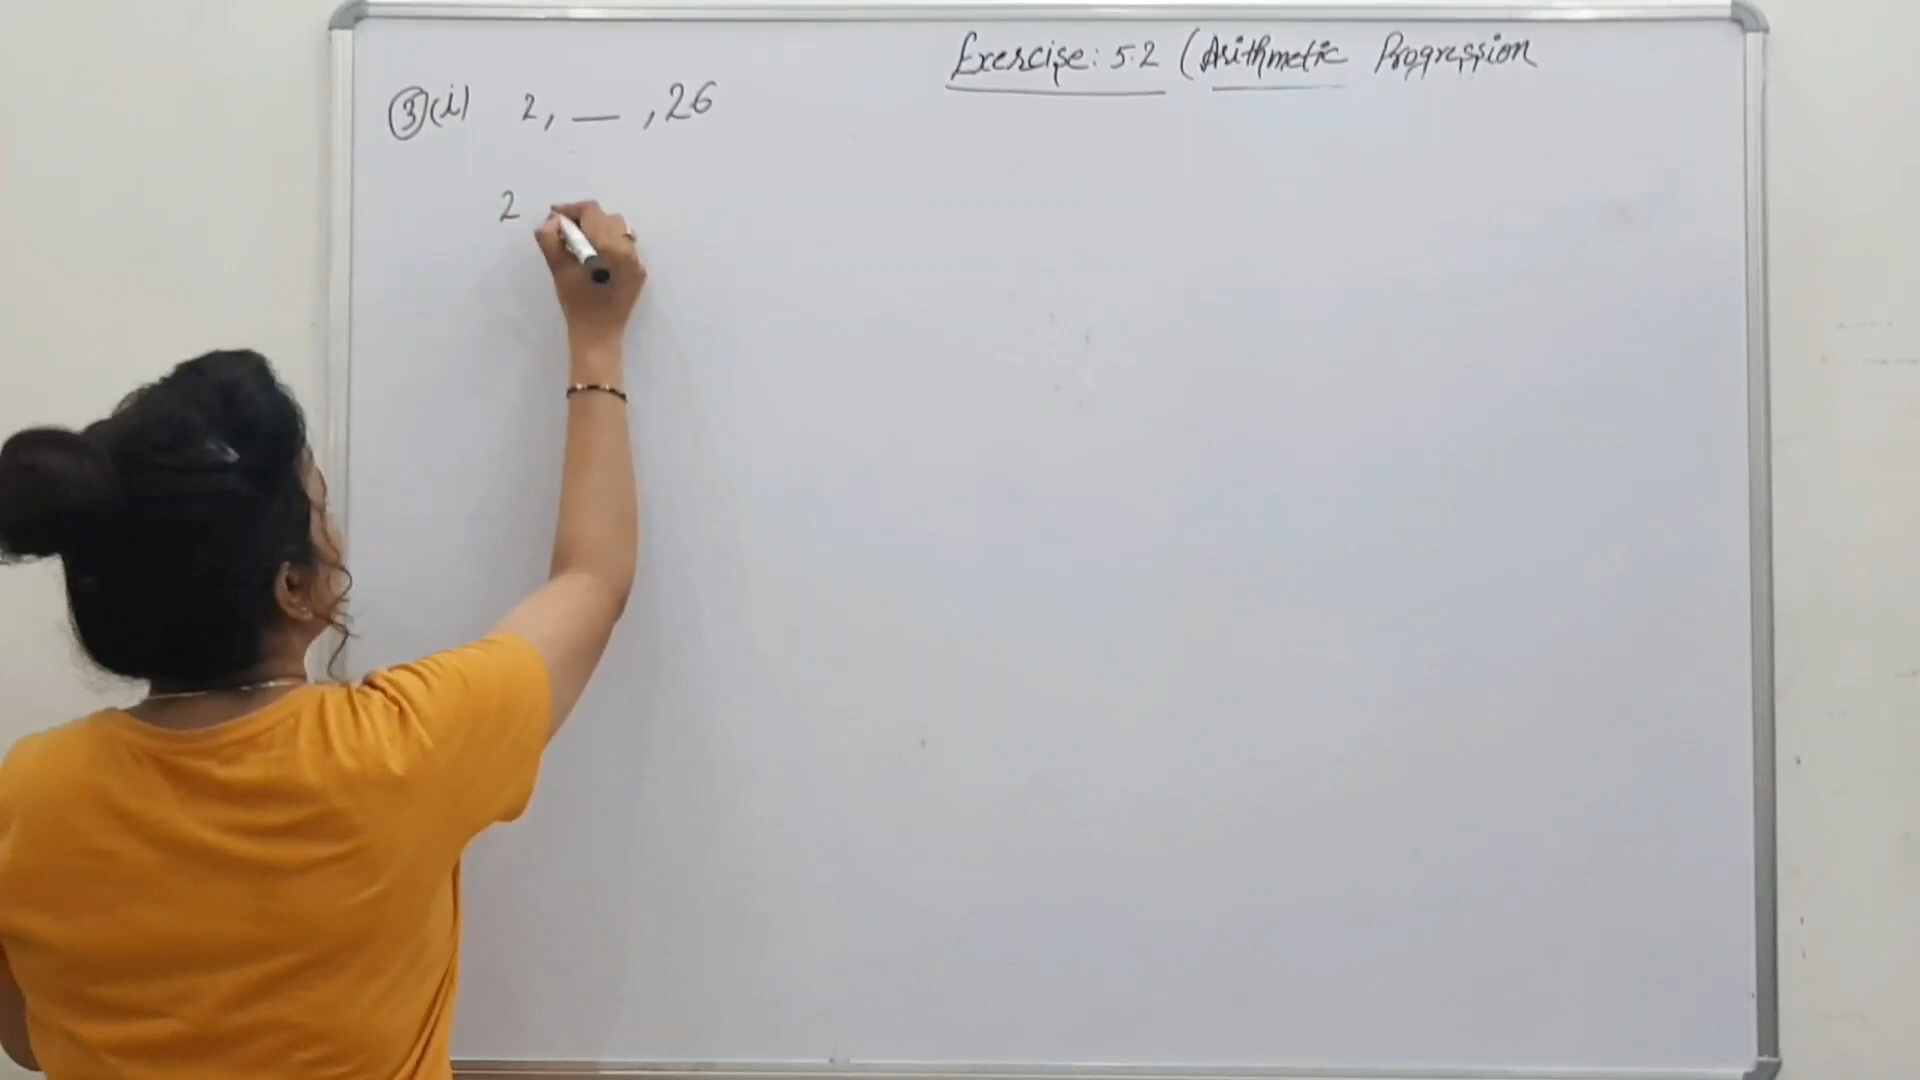 Exercise: 5.2 (Arithmetic Progression
③(i) 2, __ , 26
2